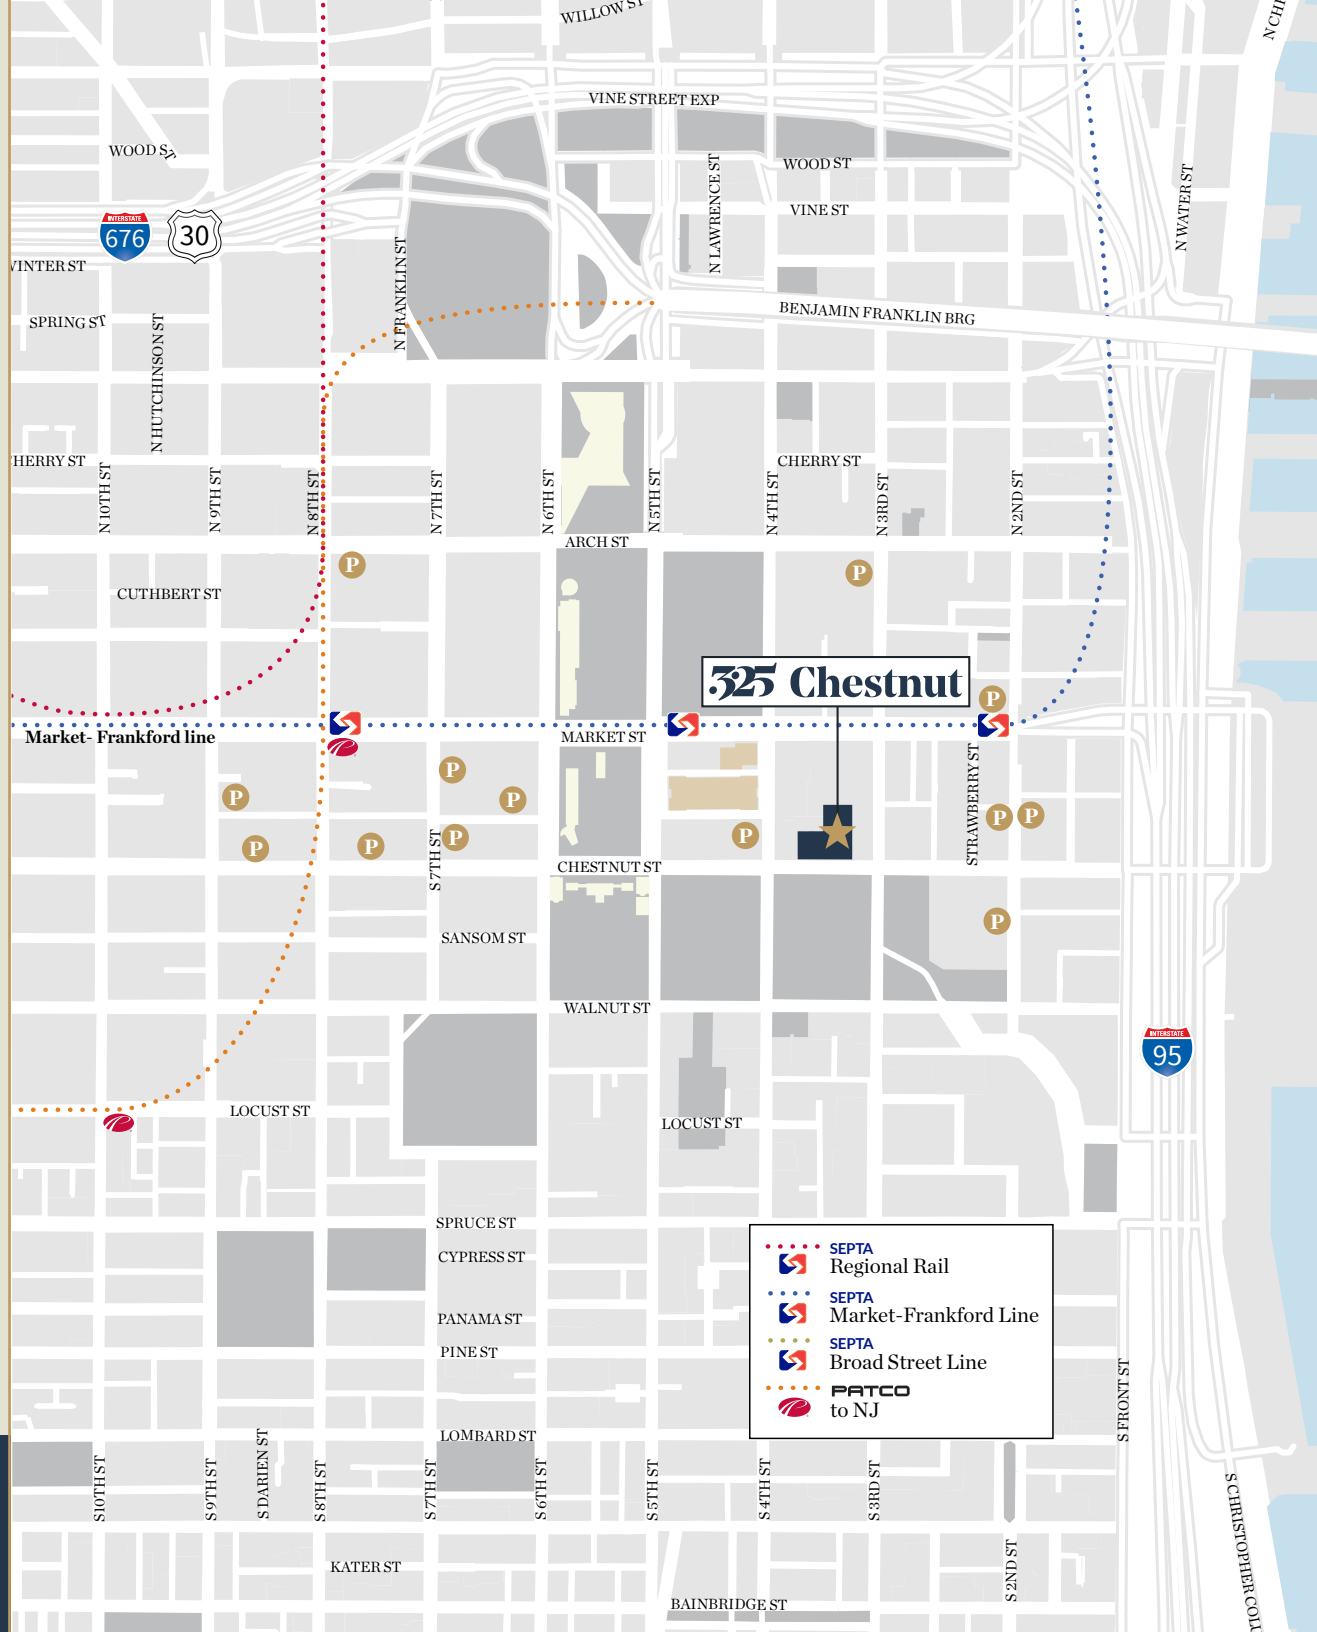 WILLOW ST
N CHR
VINE STREET EXP
WOOD ST
WOOD ST
N LAWRENCE ST
VINE ST
N WATER ST
INTERSTATE
676
30
N FRANKLIN ST
VINTER ST
SPRING ST
N HUTCHINSON ST
BENJAMIN FRANKLIN BRG
HERRY ST
CHERRY ST
N 10TH ST
N 9TH ST
N 8TH ST
N 7TH ST
N 6TH ST
N 5TH ST
N 4TH ST
N 3RD ST
N 2ND ST
ARCH ST
P
P
CUTHBERT ST
325 Chestnut
P
Market- Frankford line
MARKET ST
STRAWBERRY ST
P
P
P
P
P
P
P
P
P
P
S 7TH ST
CHESTNUT ST
P
SANSOM ST
WALNUT ST
INTERSTATE
95
LOCUST ST
LOCUST ST
SPRUCE ST
CYPRESS ST
PANAMA ST
PINE ST
SEPTA
Regional Rail
SEPTA
Market-Frankford Line
SEPTA
Broad Street Line
PATCO
to NJ
S FRONT ST
LOMBARD ST
S 10TH ST
S 9TH ST
S DARIEN ST
S 8TH ST
S 7TH ST
S 6TH ST
S 5TH ST
S 4TH ST
S 3RD ST
S 2ND ST
S CHRISTOPHER COLU
KATER ST
BAINBRIDGE ST